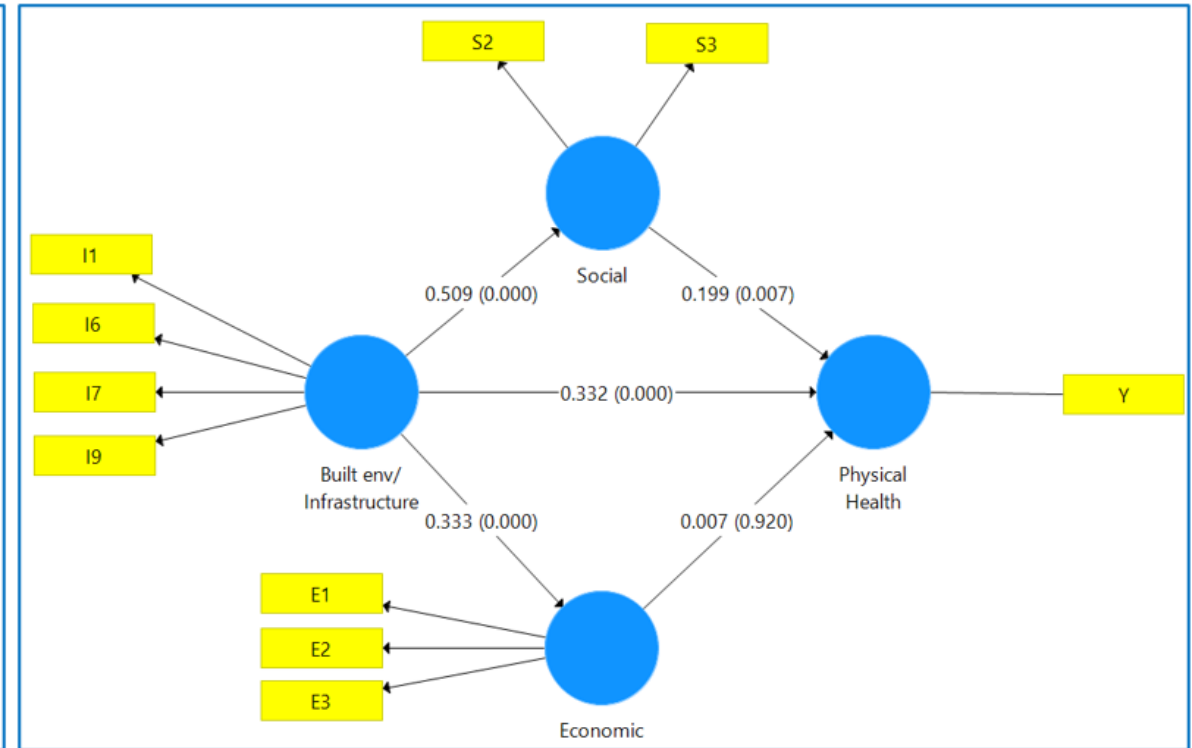 S2
S3
I1
I6
I7
I9
Social
0.509 (0.000)
0.199 (0.007)
0.332 (0.000)
Y
Built env/
Infrastructure
Physical
Health
0.333 (0.000)
0.007 (0.920)
E1
E2
E3
Economic